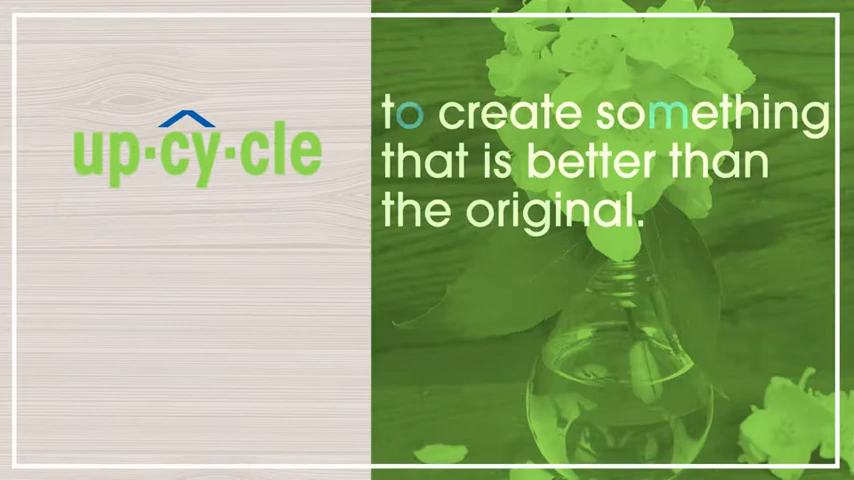 up·cy·cle
to create something
that is better than
the original.